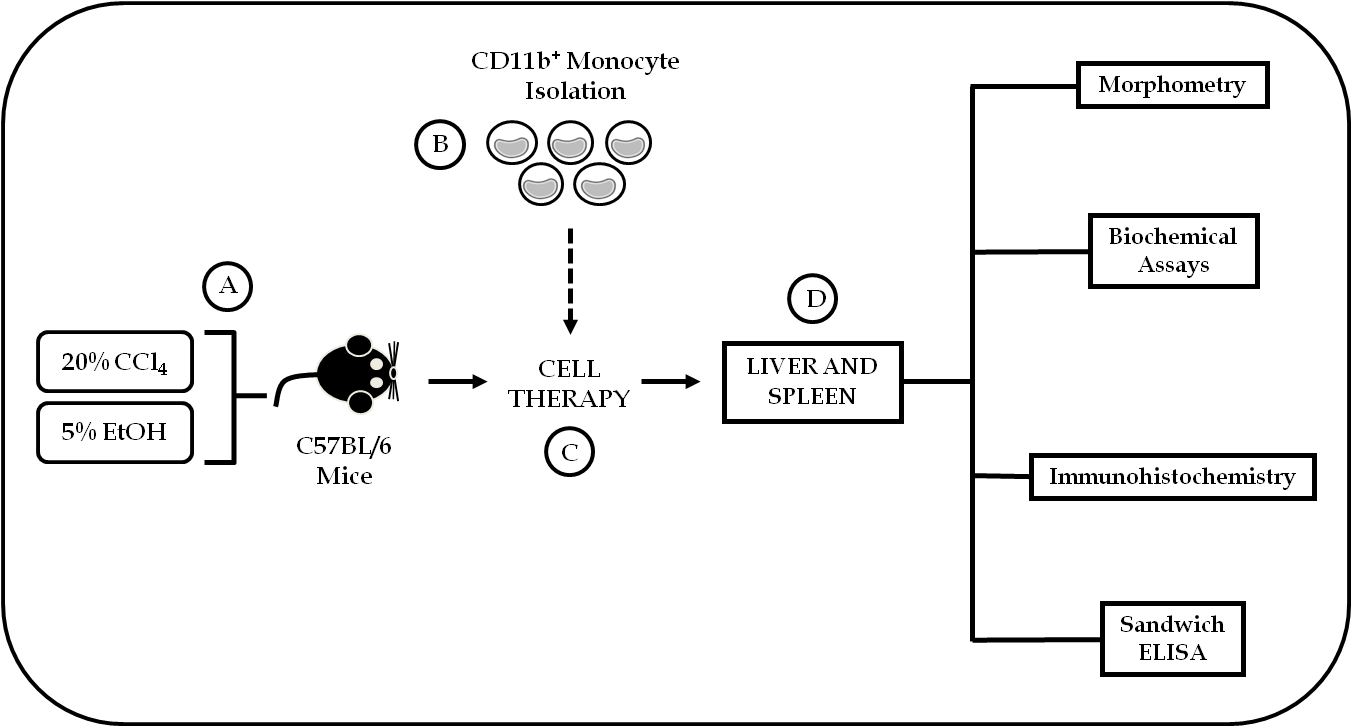 CD11b⁺ Monocyte
Isolation
B
A
20% CCl₄
5% EtOH
C57BL/6
Mice
CELL
THERAPY
C
D
LIVER AND
SPLEEN
Morphometry
Biochemical
Assays
Immunohistochemistry
Sandwich
ELISA